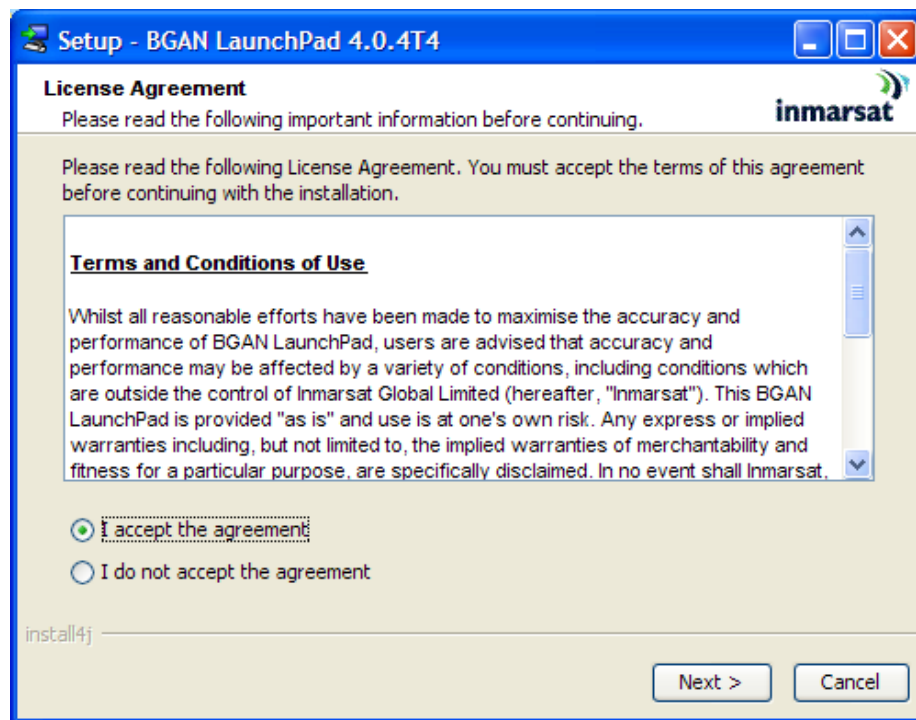 Setup - BGAN LaunchPad 4.0.4T4
License Agreement
Please read the following important information before continuing.
inmarsat
Please read the following License Agreement. You must accept the terms of this agreement
before continuing with the installation.
Terms and Conditions of Use
Whilst all reasonable efforts have been made to maximise the accuracy and
performance of BGAN LaunchPad, users are advised that accuracy and
performance may be affected by a variety of conditions, including conditions which
are outside the control of Inmarsat Global Limited (hereafter, "Inmarsat"). This BGAN
LaunchPad is provided "as is" and use is at one's own risk. Any express or implied
warranties including, but not limited to, the implied warranties of merchantability and
fitness for a particular purpose, are specifically disclaimed. In no event shall Inmarsat,
I accept the agreement
I do not accept the agreement
install4j
Next >
Cancel